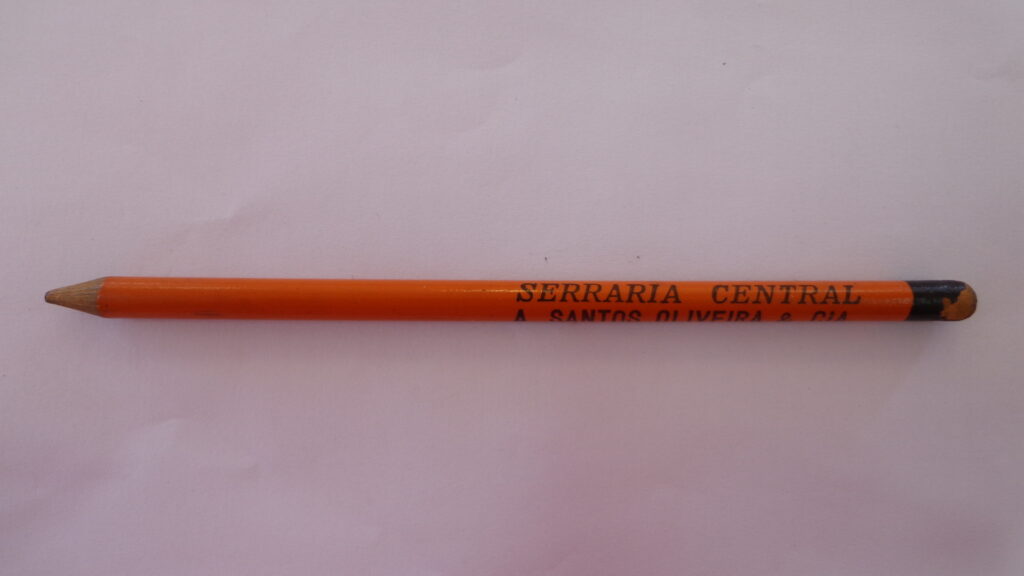 SERRARIA CENTRAL
A. SANTOS OLIVEIRA & CIA